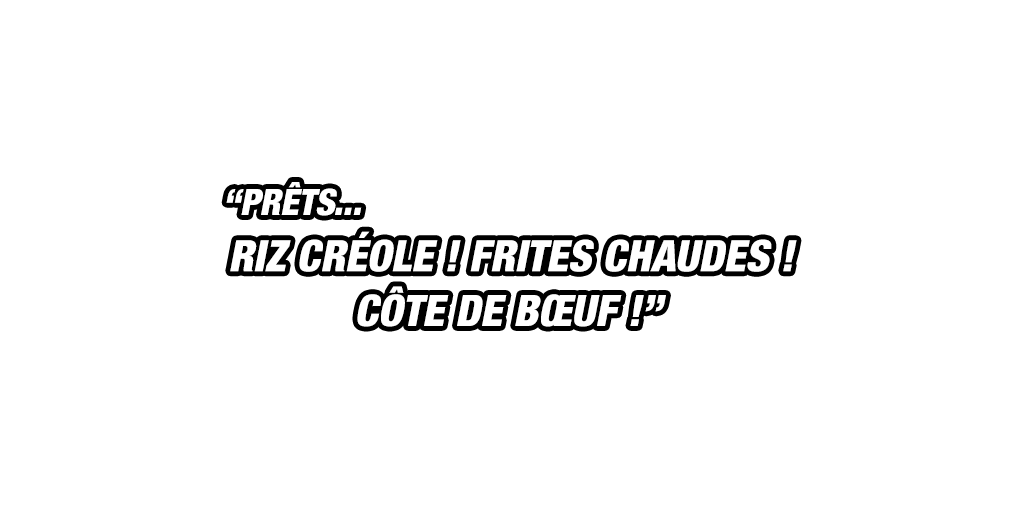 “PRÊTS...
RIZ CRÉOLE ! FRITES CHAUDES !
CÔTE DE BŒUF !”